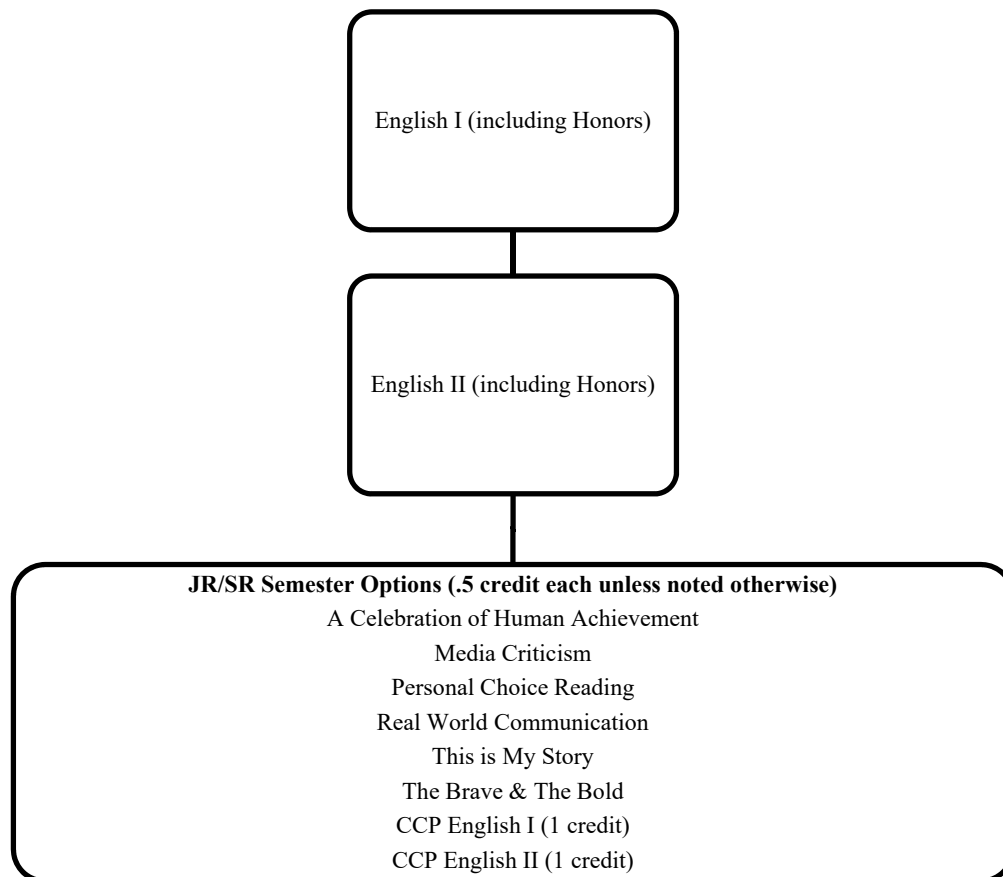 English I (including Honors)
English II (including Honors)
JR/SR Semester Options (.5 credit each unless noted otherwise)
A Celebration of Human Achievement
Media Criticism
Personal Choice Reading
Real World Communication
This is My Story
The Brave & The Bold
CCP English I (1 credit)
CCP English II (1 credit)